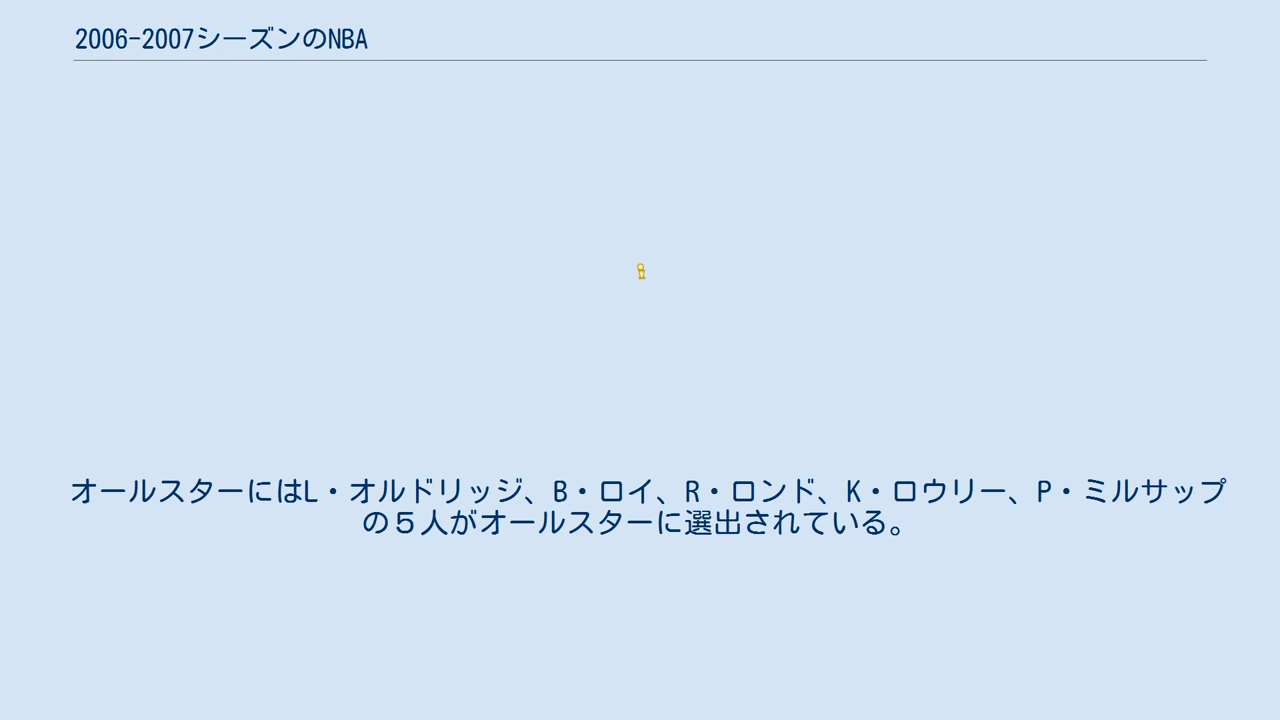 2006-2007シーズンのNBA
オールスターにはL・オルドリッジ、B・ロイ、R・ロンド、K・ロウリー、P・ミルサップ
の５人がオールスターに選出されている。